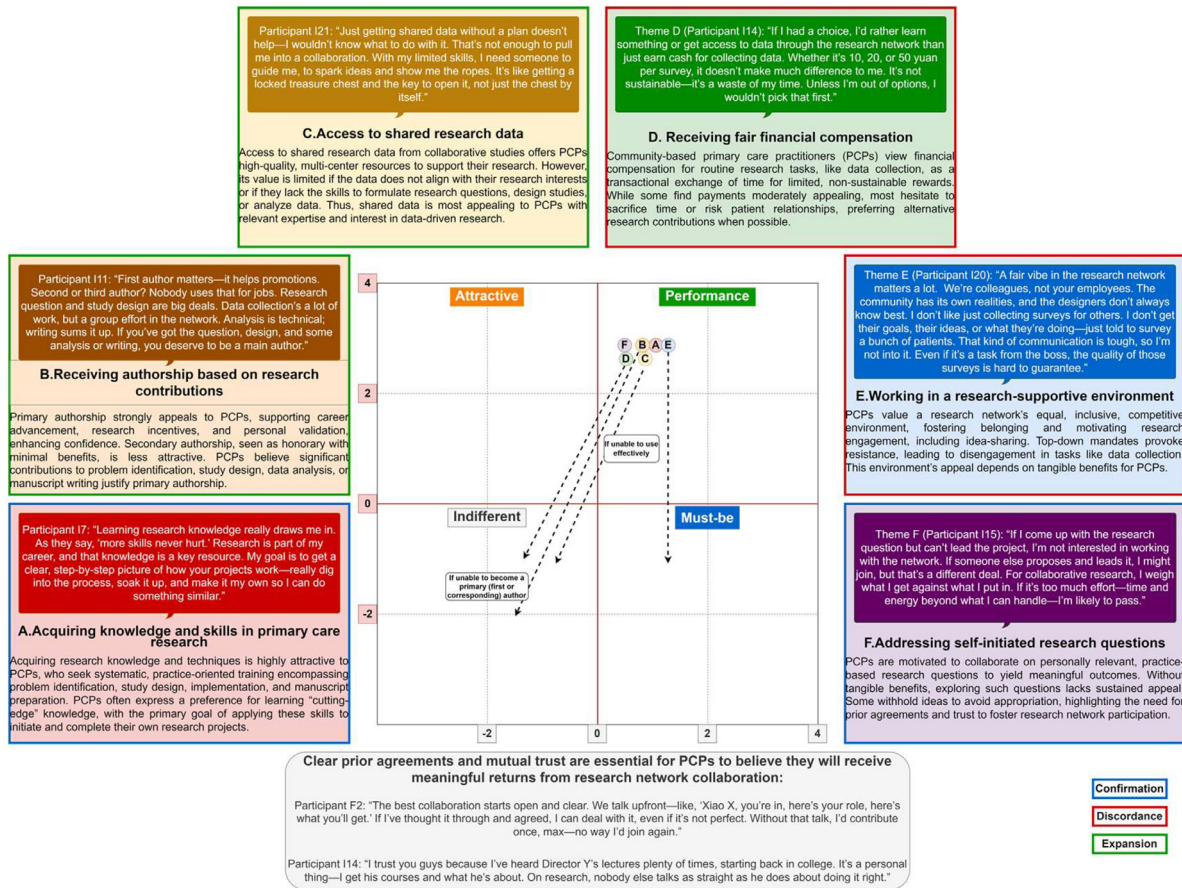 Participant I21: “Just getting shared data without a plan doesn’t
help—I wouldn’t know what to do with it. That’s not enough to pull
me into a collaboration. With my limited skills, I need someone to
guide me, to spark ideas and show me the ropes. It’s like getting a
locked treasure chest and the key to open it, not just the chest by
itself.”
C.Access to shared research data
Access to shared research data from collaborative studies offers PCPs
high-quality, multi-center resources to support their research. However,
its value is limited if the data does not align with their research interests
or if they lack the skills to formulate research questions, design studies,
or analyze data. Thus, shared data is most appealing to PCPs with
relevant expertise and interest in data-driven research.
Theme D (Participant I14): “If I had a choice, I’d rather learn
something or get access to data through the research network than
just earn cash for collecting data. Whether it’s 10, 20, or 50 yuan
per survey, it doesn’t make much difference to me. It’s not
sustainable—it’s a waste of my time. Unless I’m out of options, I
wouldn’t pick that first.”
D. Receiving fair financial compensation
Community-based primary care practitioners (PCPs) view financial
compensation for routine research tasks, like data collection, as a
transactional exchange of time for limited, non-sustainable rewards.
While some find payments moderately appealing, most hesitate to
sacrifice time or risk patient relationships, preferring alternative
research contributions when possible.
Participant I11: “First author matters—it helps promotions.
Second or third author? Nobody uses that for jobs. Research
question and study design are big deals. Data collection’s a lot of
work, but a group effort in the network. Analysis is technical;
writing sums it up. If you’ve got the question, design, and some
analysis or writing, you deserve to be a main author.”
B.Receiving authorship based on research
contributions
Primary authorship strongly appeals to PCPs, supporting career
advancement, research incentives, and personal validation,
enhancing confidence. Secondary authorship, seen as honorary with
minimal benefits, is less attractive. PCPs believe significant
contributions to problem identification, study design, data analysis, or
manuscript writing justify primary authorship.
Participant I7: “Learning research knowledge really draws me in.
As they say, ‘more skills never hurt.’ Research is part of my
career, and that knowledge is a key resource. My goal is to get a
clear, step-by-step picture of how your projects work—really dig
into the process, soak it up, and make it my own so I can do
something similar.”
A.Acquiring knowledge and skills in primary care
research
Acquiring research knowledge and techniques is highly attractive to
PCPs, who seek systematic, practice-oriented training encompassing
problem identification, study design, implementation, and manuscript
preparation. PCPs often express a preference for learning “cutting-
edge” knowledge, with the primary goal of applying these skills to
initiate and complete their own research projects.
4
2
0
-2
Attractive
Performance
F B A E
D C
If unable to use
effectively
Indifferent
Must-be
If unable to become a
primary (first or
corresponding) author
-2
0
2
4
Theme E (Participant I20): “A fair vibe in the research network
matters a lot. We’re colleagues, not your employees. The
community has its own realities, and the designers don’t always
know best. I don’t like just collecting surveys for others. I don’t get
their goals, their ideas, or what they’re doing—just told to survey
a bunch of patients. That kind of communication is tough, so I’m
not into it. Even if it’s a task from the boss, the quality of those
surveys is hard to guarantee.”
E.Working in a research-supportive environment
PCPs value a research network’s equal, inclusive, competitive
environment, fostering belonging and motivating research
engagement, including idea-sharing. Top-down mandates provoke
resistance, leading to disengagement in tasks like data collection.
This environment’s appeal depends on tangible benefits for PCPs.
Theme F (Participant I15): “If I come up with the research
question but can’t lead the project, I’m not interested in working
with the network. If someone else proposes and leads it, I might
join, but that’s a different deal. For collaborative research, I weigh
what I get against what I put in. If it’s too much effort—time and
energy beyond what I can handle—I’m likely to pass.”
F.Addressing self-initiated research questions
PCPs are motivated to collaborate on personally relevant, practice-
based research questions to yield meaningful outcomes. Without
tangible benefits, exploring such questions lacks sustained appeal.
Some withhold ideas to avoid appropriation, highlighting the need for
prior agreements and trust to foster research network participation.
Clear prior agreements and mutual trust are essential for PCPs to believe they will receive
meaningful returns from research network collaboration:
Participant F2: “The best collaboration starts open and clear. We talk upfront—like, ‘Xiao X, you’re in, here’s your role, here’s
what you’ll get.’ If I’ve thought it through and agreed, I can deal with it, even if it’s not perfect. Without that talk, I’d contribute
once, max—no way I’d join again.”
Participant I14: “I trust you guys because I’ve heard Director Y’s lectures plenty of times, starting back in college. It’s a personal
thing—I get his courses and what he’s about. On research, nobody else talks as straight as he does about doing it right.”
Confirmation
Discordance
Expansion